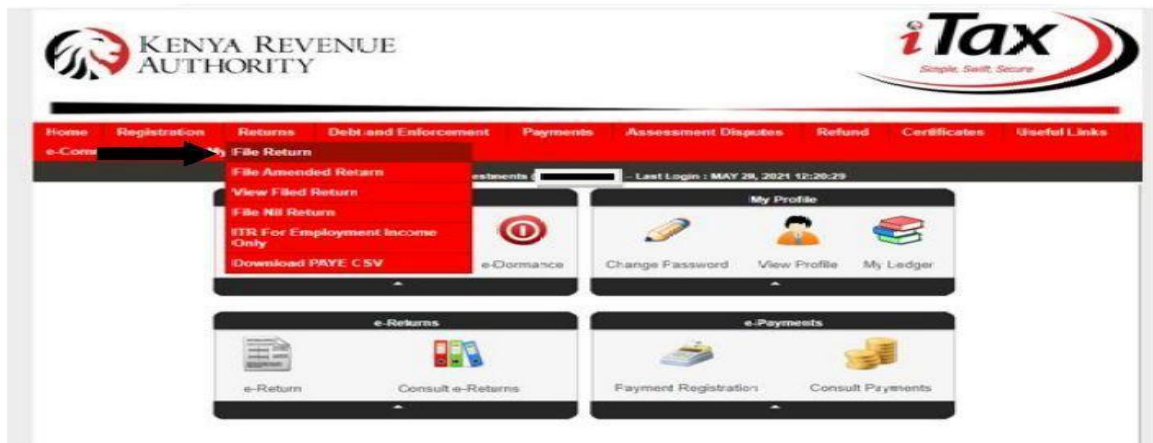 KENYA REVENUE
AUTHORITY
iTax
Simple, Swift, Secure
Home Registration Returns Debt and Enforcement Payments Assessment Disputes Refund Certificates Useful Links
File Return
File Amended Return
View Filed Return
File Nil Return
ITR For Employment Income
Only
Download PAYE CSV
- Last Login : MAY 28, 2021 12:20:29
e-Dormance
My Profile
Change Password View Profile My Ledger
e-Returns
e-Return Consult e-Returns
e-Payments
Payment Registration Consult Payments